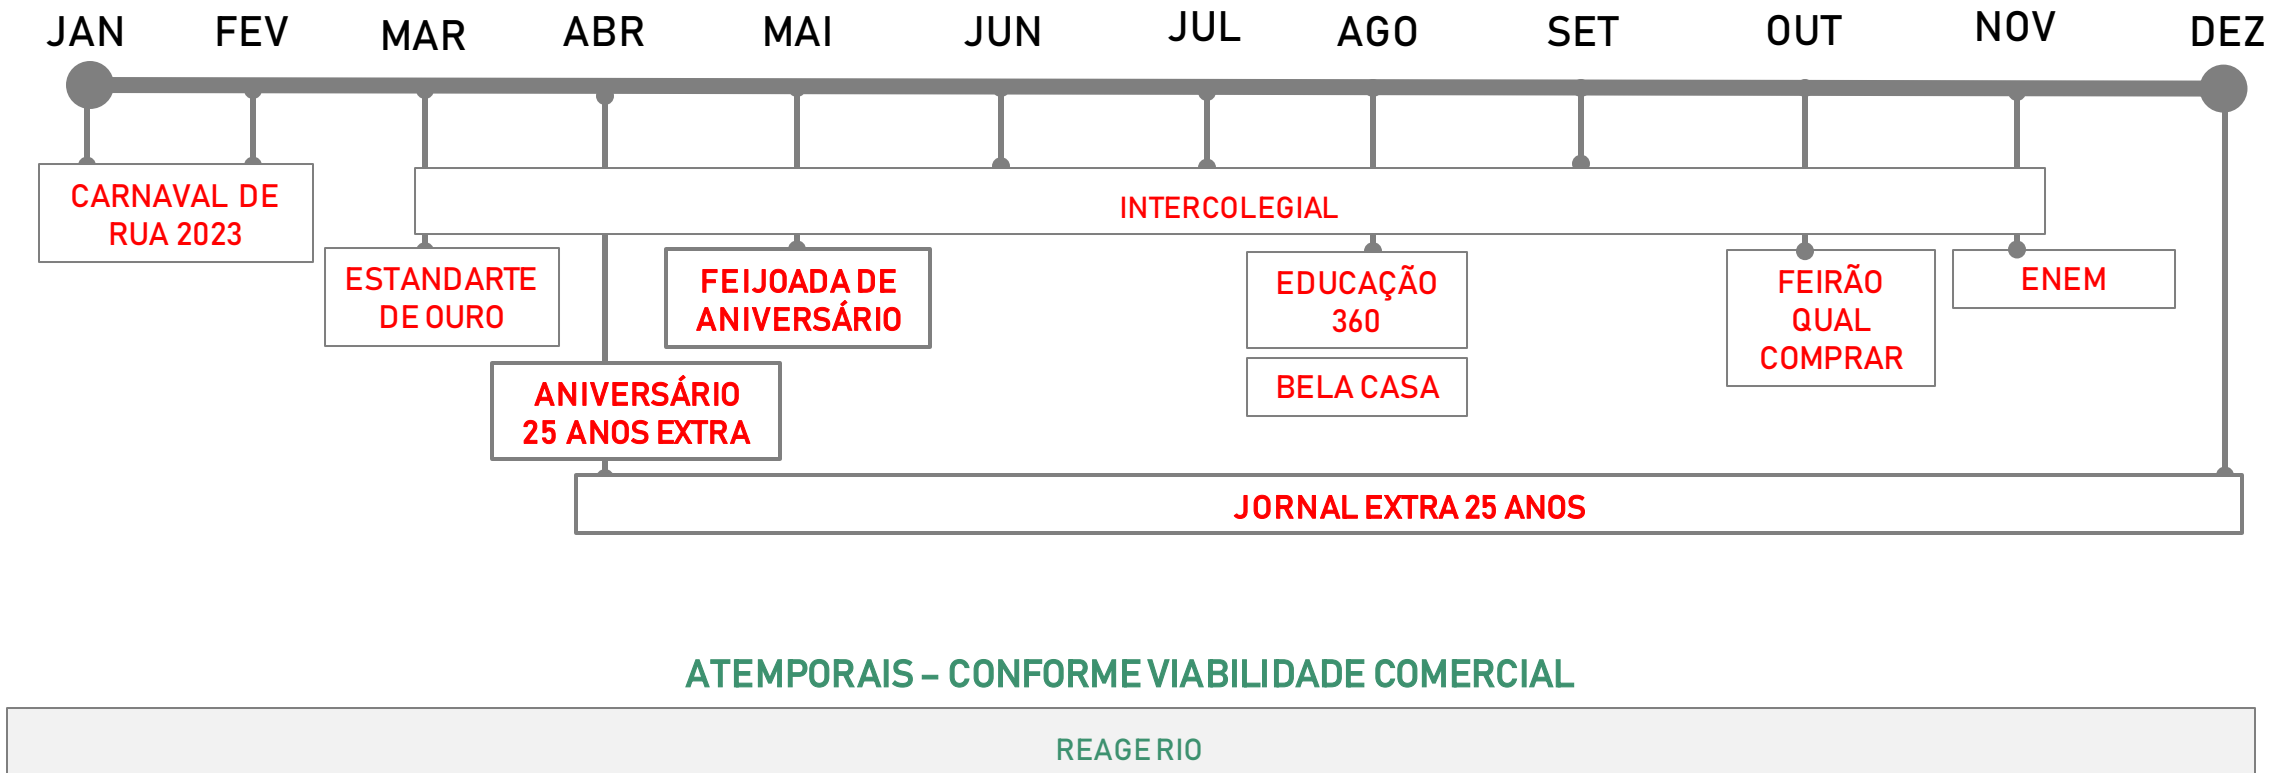 JAN FEV MAR ABR MAI JUN JUL AGO SET OUT NOV DEZ
CARNAVAL DE
RUA 2023
INTERCOLEGIAL
ESTANDARTE
DE OURO
FEIJOADA DE
ANIVERSÁRIO
EDUCAÇÃO
360
FEIRÃO
QUAL
COMPRAR
ENEM
ANIVERSÁRIO
25 ANOS EXTRA
BELA CASA
JORNAL EXTRA 25 ANOS
ATEMPORAIS – CONFORME VIABILIDADE COMERCIAL
REAGE RIO